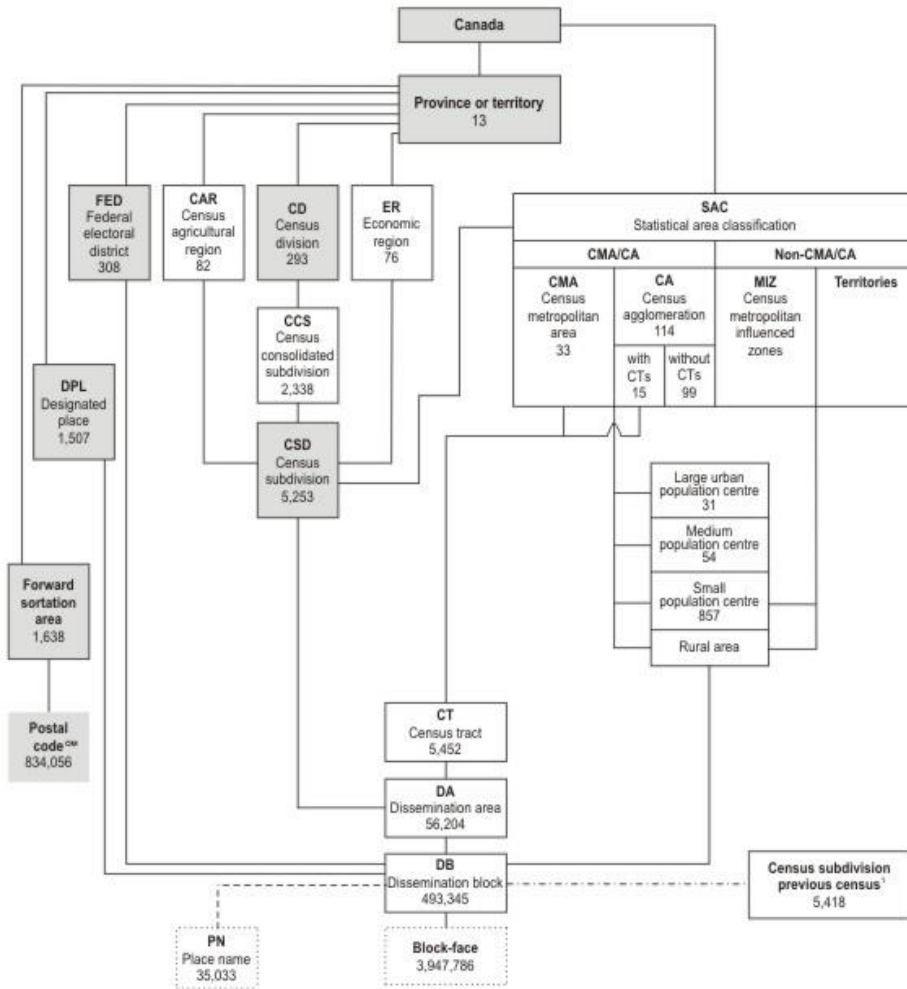 Canada
Province or territory
13
FED
Federal
electoral
district
308
CAR
Census
agricultural
region
82
CD
Census
division
293
ER
Economic
region
76
SAC
Statistical area classification
CMA/CA
Non-CMA/CA
CMA
Census
metropolitan
area
33
CA
Census
agglomeration
114
with
CTs
15
without
CTs
99
MIZ
Census
metropolitan
influenced
zones
Territories
CCS
Census
consolidated
subdivision
2,338
DPL
Designated
place
1,507
CSD
Census
subdivision
5,253
Large urban
population centre
31
Medium
population centre
54
Small
population centre
857
Rural area
Forward
sortation
area
1,638
Postal
code OM
834,056
CT
Census tract
5,452
DA
Dissemination area
56,204
DB
Dissemination block
493,345
Census subdivision
previous census¹
5,418
PN
Place name
35,033
Block-face
3,947,786